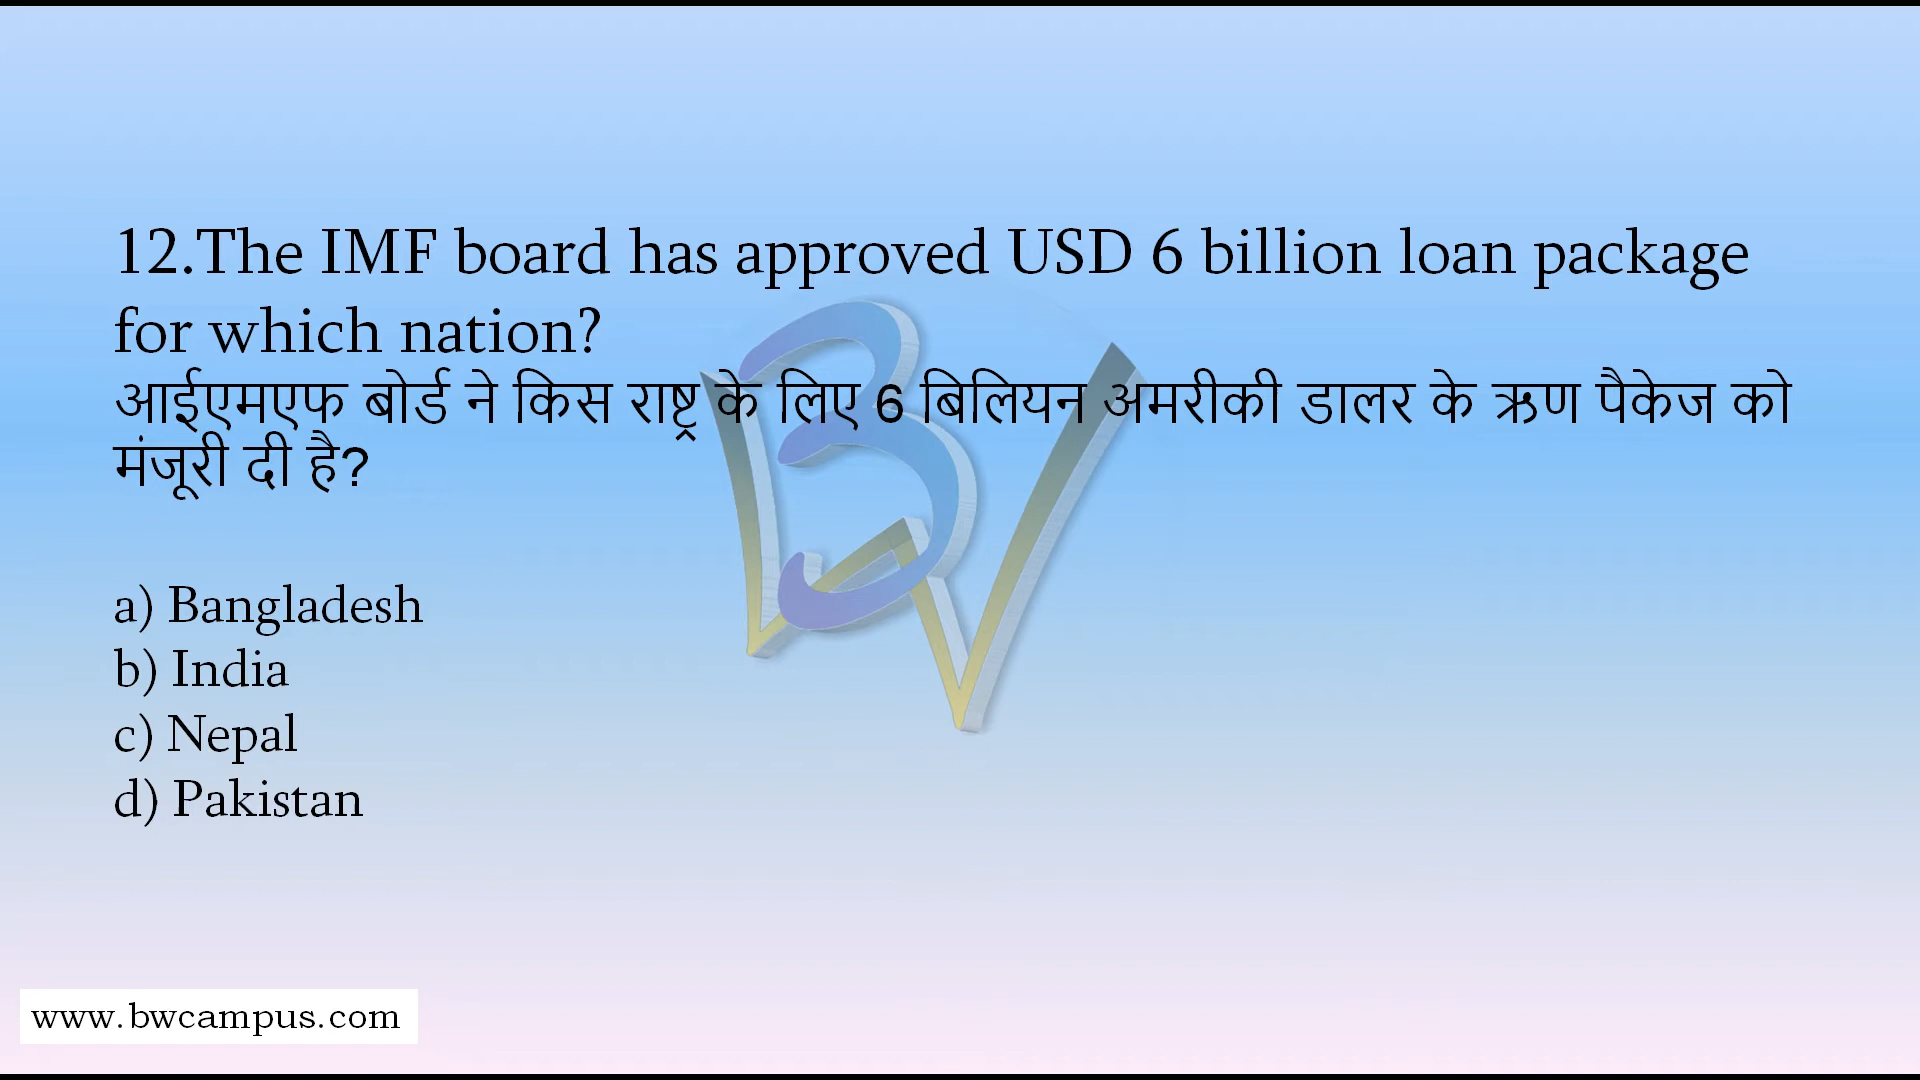 12.The IMF board has approved USD 6 billion loan package
for which nation?
आईएमएफ बोर्ड ने किस राष्ट्र के लिए 6 बिलियन अमरीकी डालर के ऋण पैकेज को
मंजूरी दी है?
a) Bangladesh
b) India
c) Nepal
d) Pakistan
www.bwcampus.com